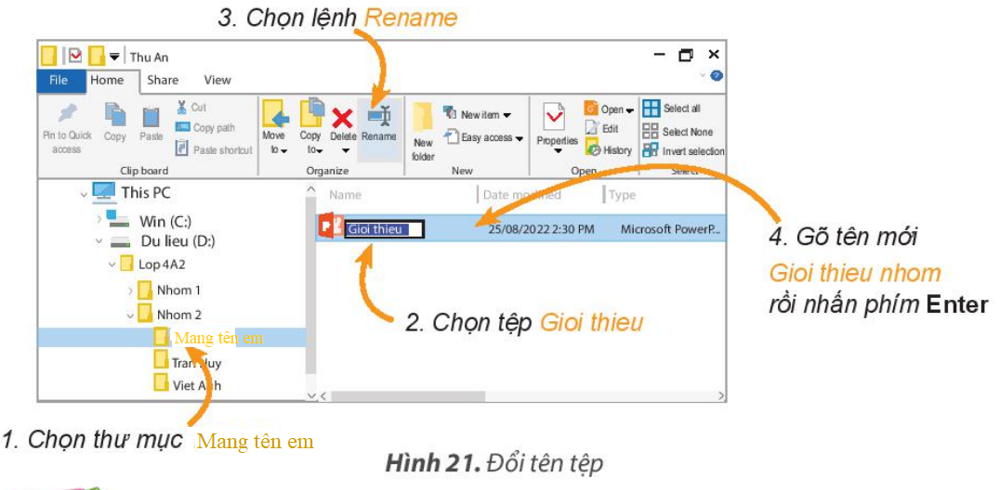 3. Chọn lệnh Rename
Thu An
File Home Share View
Pin to Quick access
Copy
Paste
Cut
Copy path
Paste shortcut
Clipboard
Move to
Copy to
Delete
Rename
Organize
New folder
New item
Easy access
New
Properties
Open
Edit
History
Open
Select all
Select None
Invert selection
Select
This PC
Win (C:)
Du lieu (D:)
Lop 4A2
Nhom 1
Nhom 2
Mang tên em
Tran Huy
Viet Anh
Name Date modified Type
Gioi thieu 25/08/2022 2:30 PM Microsoft PowerP...
2. Chọn tệp Gioi thieu
4. Gõ tên mới
Gioi thieu nhom
rồi nhấn phím Enter
1. Chọn thư mục Mang tên em
Hình 21. Đổi tên tệp